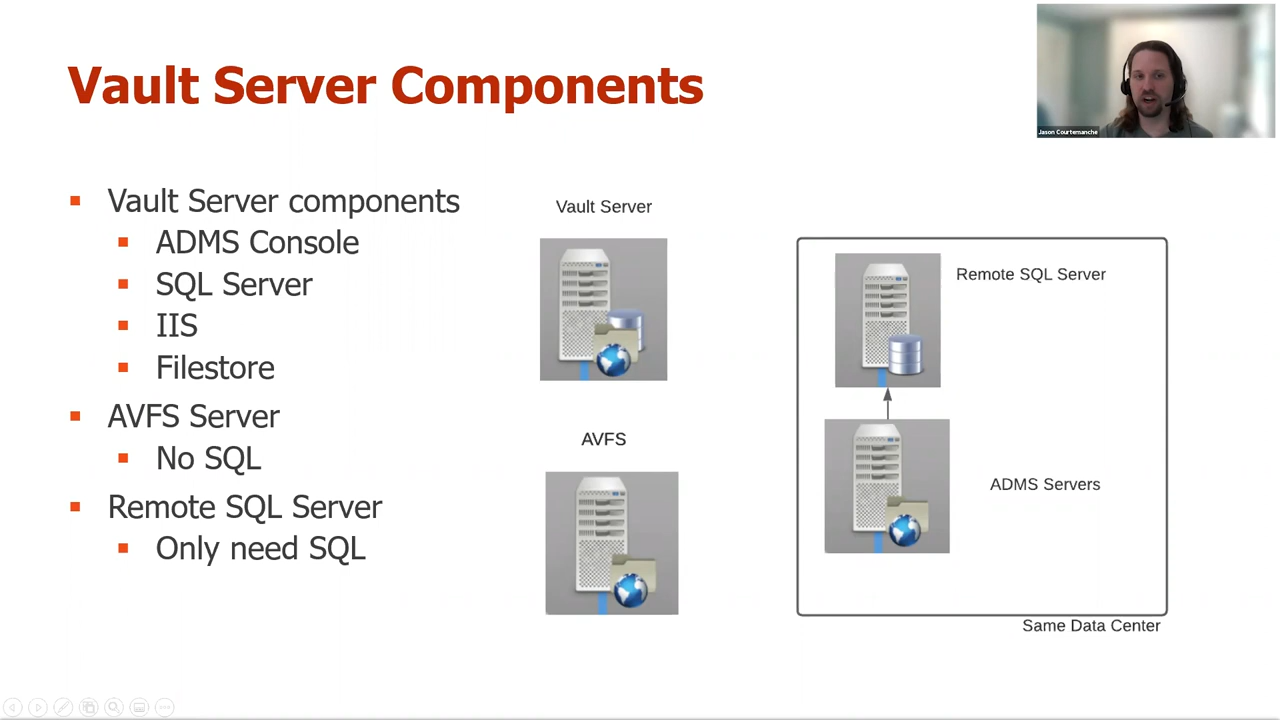 Vault Server Components
Jason Courtemanche
Vault Server components
ADMS Console
SQL Server
IIS
Filestore
AVFS Server
No SQL
Remote SQL Server
Only need SQL
Vault Server
AVFS
Remote SQL Server
ADMS Servers
Same Data Center